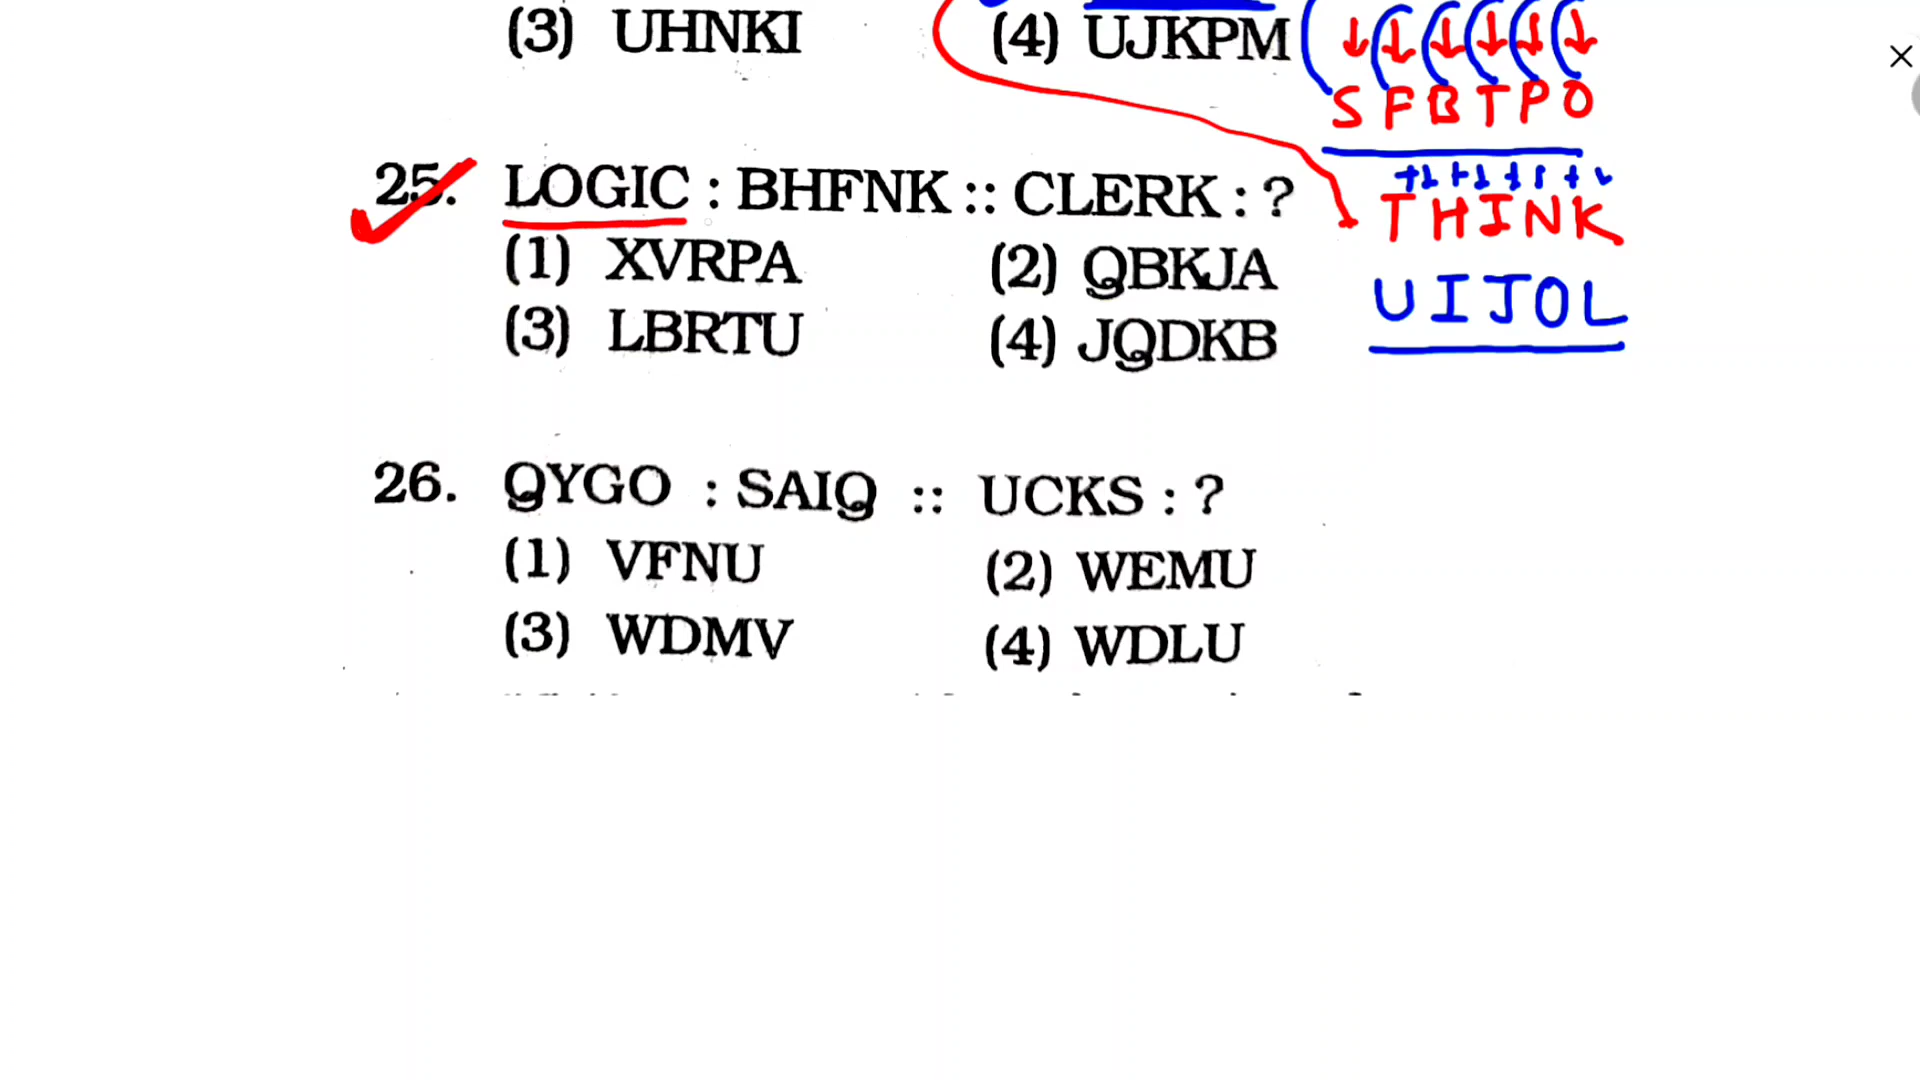 (3) UHNKI (4) UJKPM
S F B T P O
25. LOGIC : BHFNK :: CLERK : ?
T H I N K
(1) XVRPA (2) QBKJA
U I J O L
(3) LBRTU (4) JQDKB
26. QYGO : SAIQ :: UCKS : ?
(1) VFNU (2) WEMU
(3) WDMV (4) WDLU